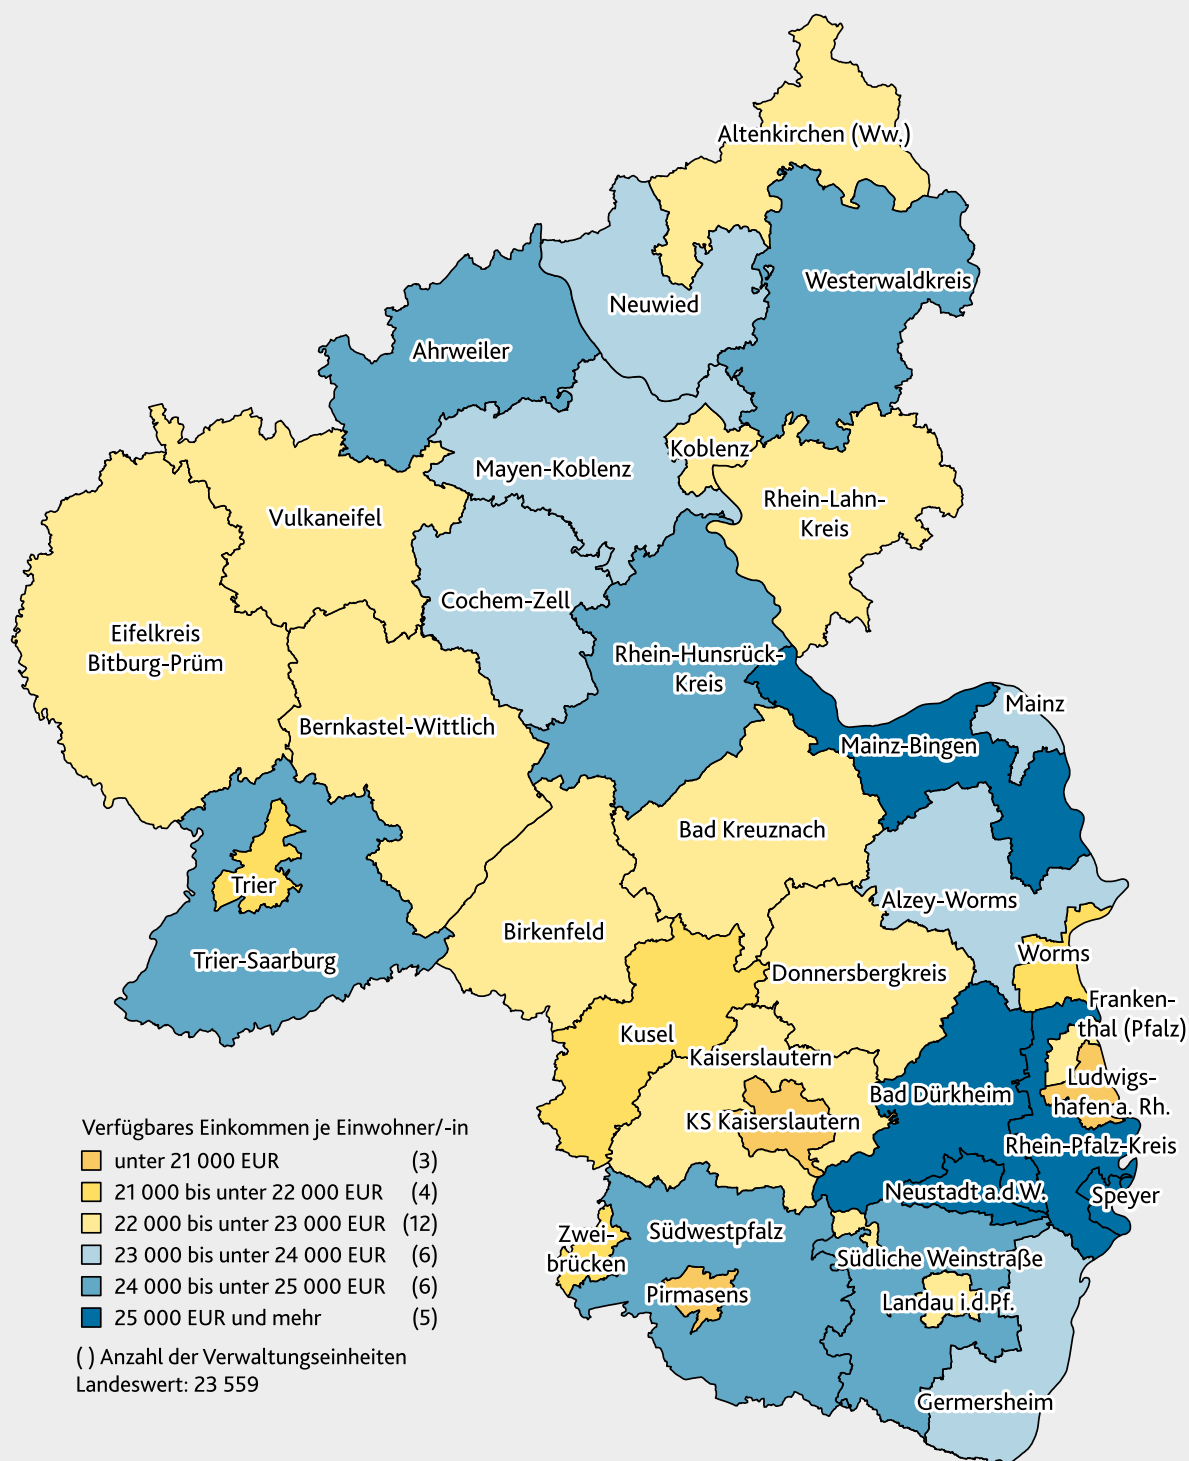 Altenkirchen (Ww.)
Westerwaldkreis
Neuwied
Ahrweiler
Koblenz
Mayen-Koblenz
Rhein-Lahn-
Kreis
Vulkaneifel
Cochem-Zell
Eifelkreis
Bitburg-Prüm
Rhein-Hunsrück-
Kreis
Mainz
Bernkastel-Wittlich
Mainz-Bingen
Bad Kreuznach
Trier
Alzey-Worms
Birkenfeld
Worms
Trier-Saarburg
Donnersbergkreis
Franken-
thal (Pfalz)
Kusel
Kaiserslautern
Ludwigs-
hafen a. Rh.
Bad Dürkheim
KS Kaiserslautern
Rhein-Pfalz-Kreis
Neustadt a.d.W.
Speyer
Zwei-
brücken
Südwestpfalz
Südliche Weinstraße
Pirmasens
Landau i.d.Pf.
Germersheim
Verfügbares Einkommen je Einwohner/-in
unter 21 000 EUR (3)
21 000 bis unter 22 000 EUR (4)
22 000 bis unter 23 000 EUR (12)
23 000 bis unter 24 000 EUR (6)
24 000 bis unter 25 000 EUR (6)
25 000 EUR und mehr (5)
( ) Anzahl der Verwaltungseinheiten
Landeswert: 23 559